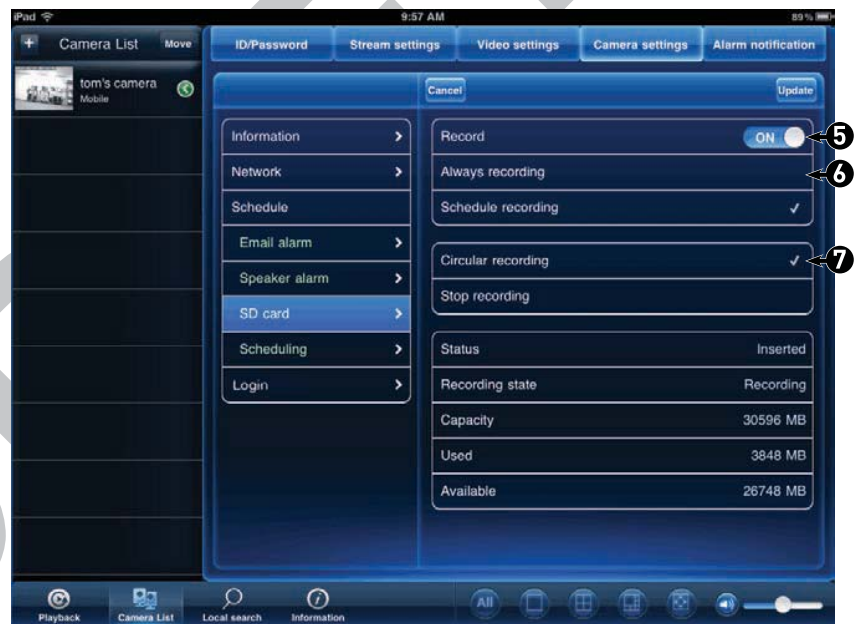 iPad 9:57 AM 89 %
+ Camera List Move ID/Password Stream settings Video settings Camera settings Alarm notification
tom's camera
Mobile
Cancel Update
Information
Network
Schedule
Email alarm
Speaker alarm
SD card
Scheduling
Login
Record ON 5
Always recording 6
Schedule recording
Circular recording 7
Stop recording
Status Inserted
Recording state Recording
Capacity 30596 MB
Used 3848 MB
Available 26748 MB
Playback Camera List Local search Information All